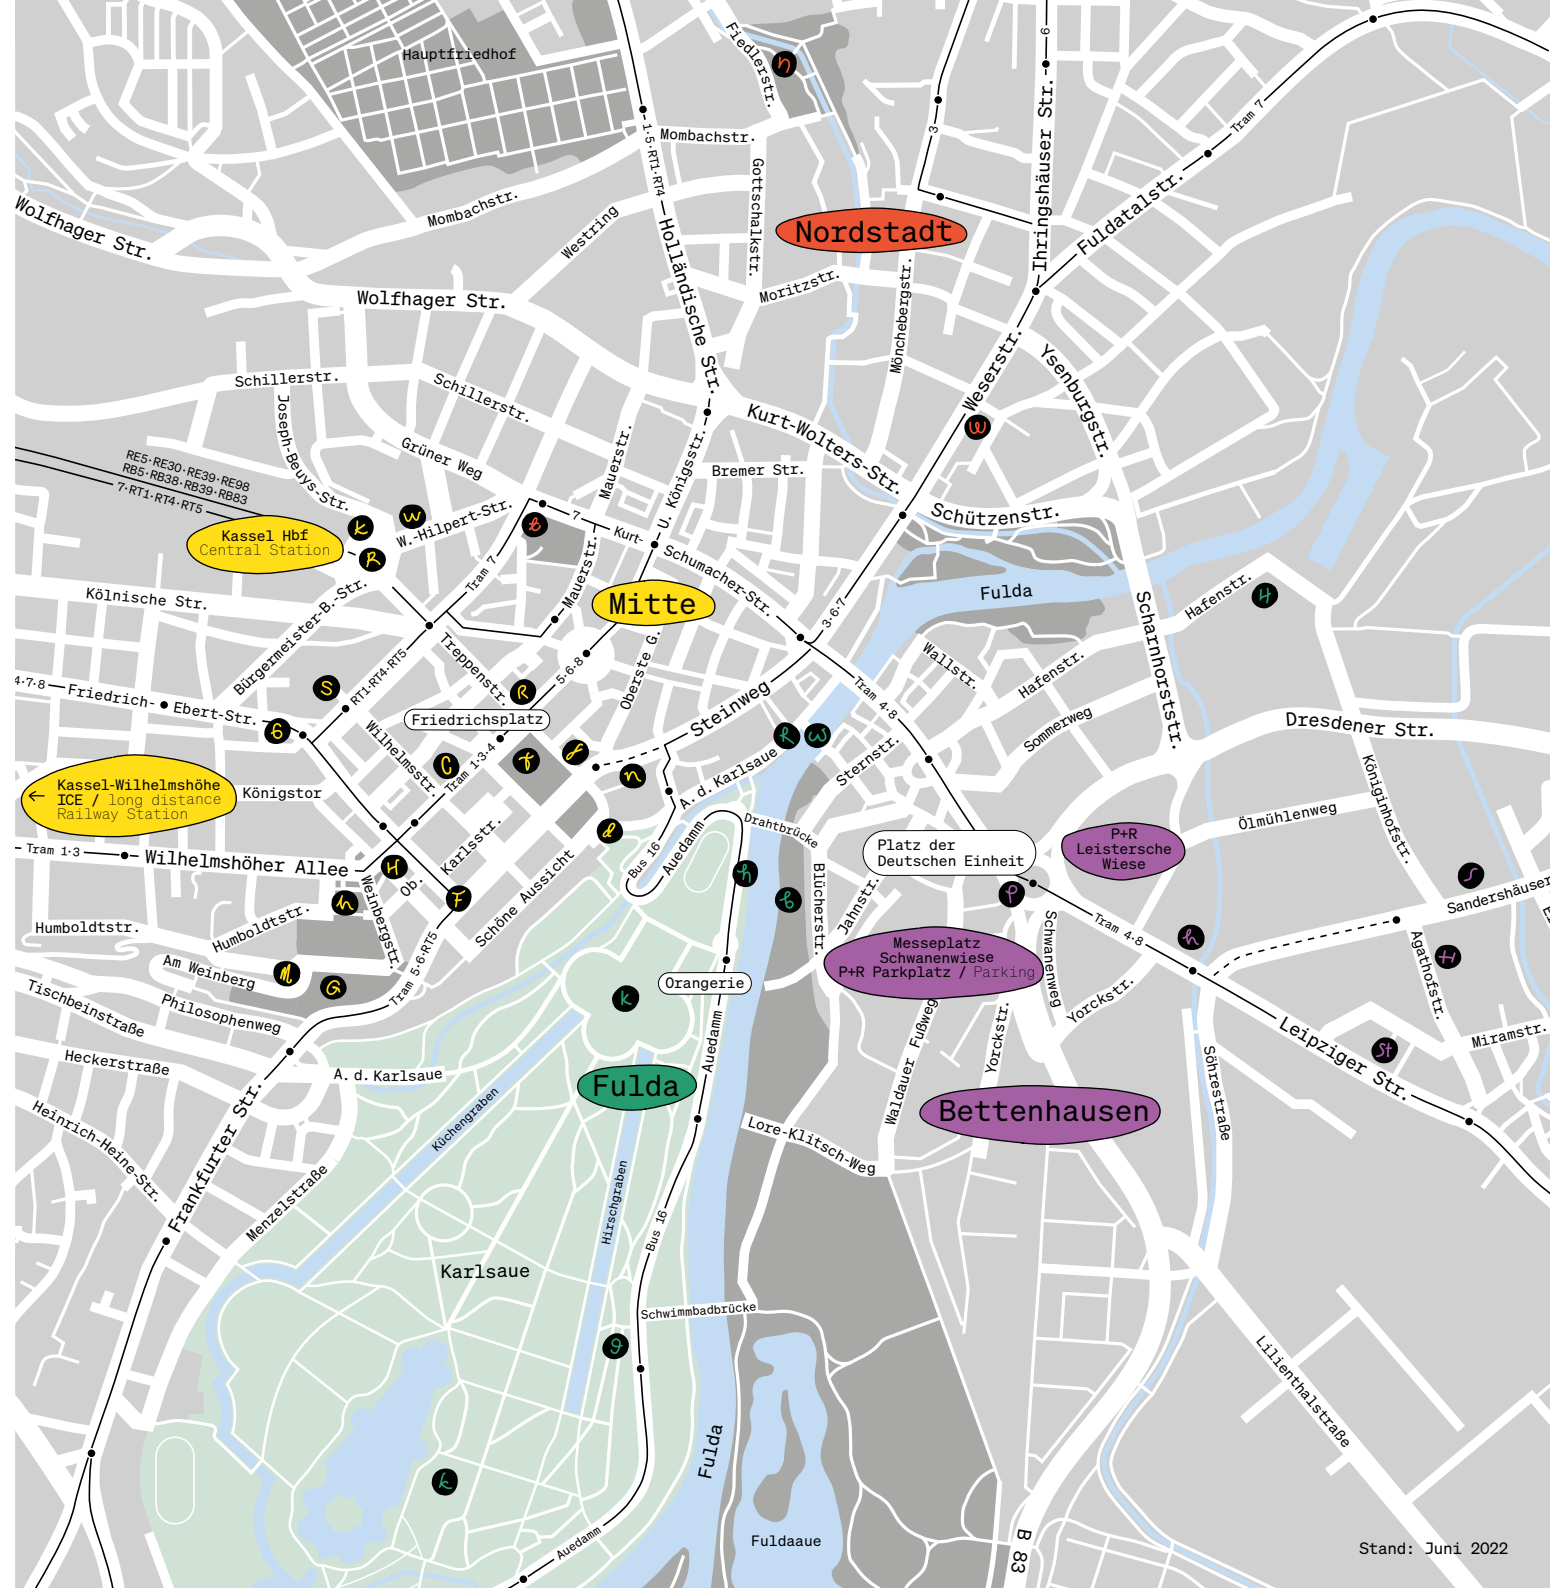 Hauptfriedhof
Fiedlerstr.
n
6
Tram 7
1·5·RT1·RT4
Mombachstr.
3
Ihringshäuser Str.
Gottschalkstr.
Wolfhager Str.
Mombachstr.
Westring
Holländische Str.
Nordstadt
Fuldatalstr.
Wolfhager Str.
Moritzstr.
Mönchebergstr.
Weserstr.
Ysenburgstr.
Schillerstr.
Schillerstr.
Joseph-Beuys-Str.
Kurt-Wolters-Str.
W
Grüner Weg
Mauerstr.
U. Königsstr.
Bremer Str.
RE5·RE30·RE39·RE98
RB5·RB38·RB39·RB83
7·RT1·RT4·RT5
K
W
W.-Hilpert-Str.
t
7
Kurt-
Schumacher-Str.
Schützenstr.
Kassel Hbf
Central Station
R
Tram 7
Mauerstr.
Mitte
3·6·7
Fulda
Scharnhorststr.
Hafenstr.
H
Kölnische Str.
Bürgermeister-B.-Str.
Treppenstr.
Oberste G.
Wallstr.
Hafenstr.
4·7·8
Friedrich-
Ebert-Str.
S
RT1·RT4·RT5
R
5·6·8
Tram 4·8
Friedrichsplatz
Steinweg
Sommerweg
Dresdener Str.
6
Wilhelmsstr.
C
Tram 1·3·4
f
n
A. d. Karlsaue
R
W
Sternstr.
Königinhofstr.
Kassel-Wilhelmshöhe
← ICE / long distance
Railway Station
Königstor
d
Drahtbrücke
Ölmühlenweg
Platz der
Deutschen Einheit
P+R
Leistersche
Wiese
Tram 1·3
Wilhelmshöher Allee
H
Ob. Karlsstr.
Bus 16
Auedamm
h
Blücherstr.
Jahnstr.
P
S
Sandershäuser
h
Weinbergstr.
F
Schöne Aussicht
Schwanenweg
Tram 4·8
h
Agathofstr.
H
Humboldtstr.
Humboldtstr.
Messeplatz
Schwanenwiese
P+R Parkplatz / Parking
Am Weinberg
M
G
Tram 5·6·RT5
Orangerie
k
Yorckstr.
Tischbeinstraße
Philosophenweg
Waldauer Fußweg
Yorckstr.
Leipziger Str.
St
Miramstr.
Heckerstraße
A. d. Karlsaue
Auedamm
Söhrestraße
Fulda
Bettenhausen
Heinrich-Heine-Str.
Frankfurter Str.
Küchengraben
Lore-Klitsch-Weg
Menzelstraße
Hirschgraben
Bus 16
Karlsaue
Schwimmbadbrücke
g
Lilienthalstraße
Fulda
k
Auedamm
Fuldaaue
B 83
Stand: Juni 2022